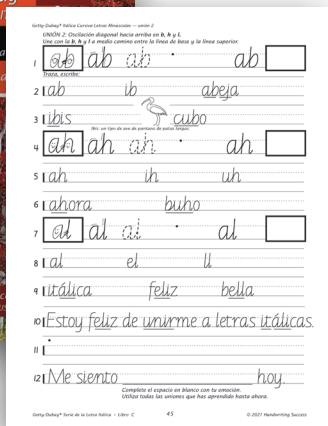 Getty-Dubay® Itálica Cursiva Letras Minúsculas — unión 2
UNIÓN 2: Oscilación diagonal hacia arriba en b, h y l.
Une con la b, h y l a medio camino entre la línea de base y la línea superior.
1 ab ab ab ab
Traza, escribe:
2 ab ib abeja
3 ibis cubo
Ibis: un tipo de ave de pantano de patas largas.
4 ah ah ah ah
5 ah ih uh
6 ahora buho
7 al al al al
8 al el ll
9 itálica feliz bella
10 Estoy feliz de unirme a letras itálicas.
11
12 Me siento hoy.
Complete el espacio en blanco con tu emoción.
Utiliza todas las uniones que has aprendido hasta ahora.
Getty-Dubay® Serie de la Letra Itálica • Libro C 45 © 2021 Handwriting Success